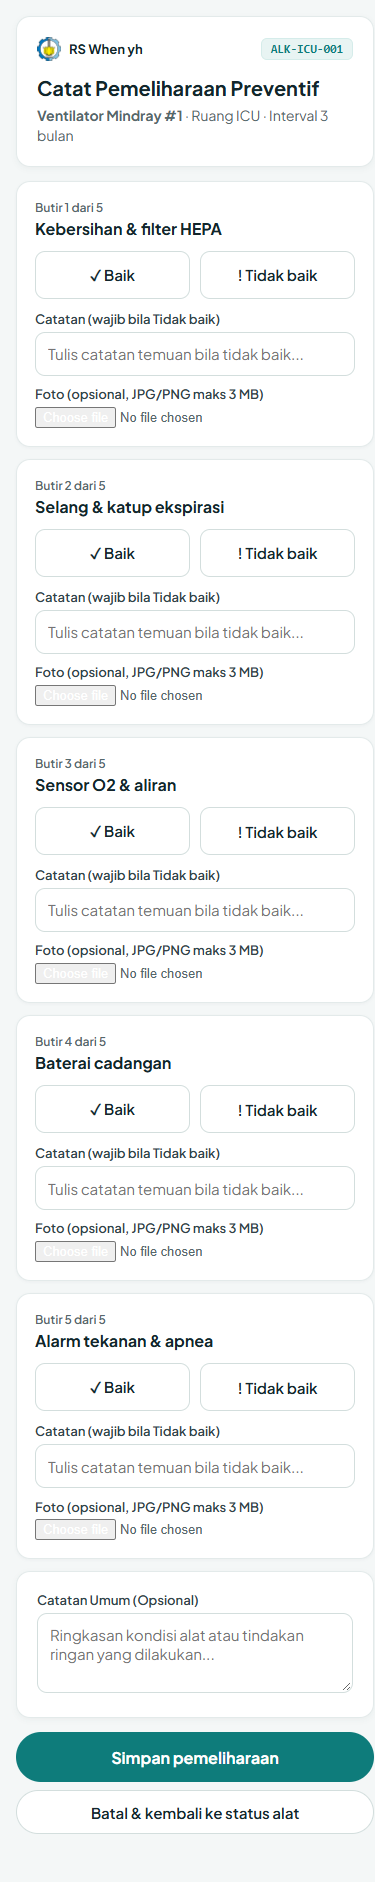 RS When yh
ALK-ICU-001
Catat Pemeliharaan Preventif
Ventilator Mindray #1 · Ruang ICU · Interval 3
bulan
Butir 1 dari 5
Kebersihan & filter HEPA
✓ Baik
! Tidak baik
Catatan (wajib bila Tidak baik)
Tulis catatan temuan bila tidak baik...
Foto (opsional, JPG/PNG maks 3 MB)
Choose file No file chosen
Butir 2 dari 5
Selang & katup ekspirasi
✓ Baik
! Tidak baik
Catatan (wajib bila Tidak baik)
Tulis catatan temuan bila tidak baik...
Foto (opsional, JPG/PNG maks 3 MB)
Choose file No file chosen
Butir 3 dari 5
Sensor O2 & aliran
✓ Baik
! Tidak baik
Catatan (wajib bila Tidak baik)
Tulis catatan temuan bila tidak baik...
Foto (opsional, JPG/PNG maks 3 MB)
Choose file No file chosen
Butir 4 dari 5
Baterai cadangan
✓ Baik
! Tidak baik
Catatan (wajib bila Tidak baik)
Tulis catatan temuan bila tidak baik...
Foto (opsional, JPG/PNG maks 3 MB)
Choose file No file chosen
Butir 5 dari 5
Alarm tekanan & apnea
✓ Baik
! Tidak baik
Catatan (wajib bila Tidak baik)
Tulis catatan temuan bila tidak baik...
Foto (opsional, JPG/PNG maks 3 MB)
Choose file No file chosen
Catatan Umum (Opsional)
Ringkasan kondisi alat atau tindakan
ringan yang dilakukan...
Simpan pemeliharaan
Batal & kembali ke status alat